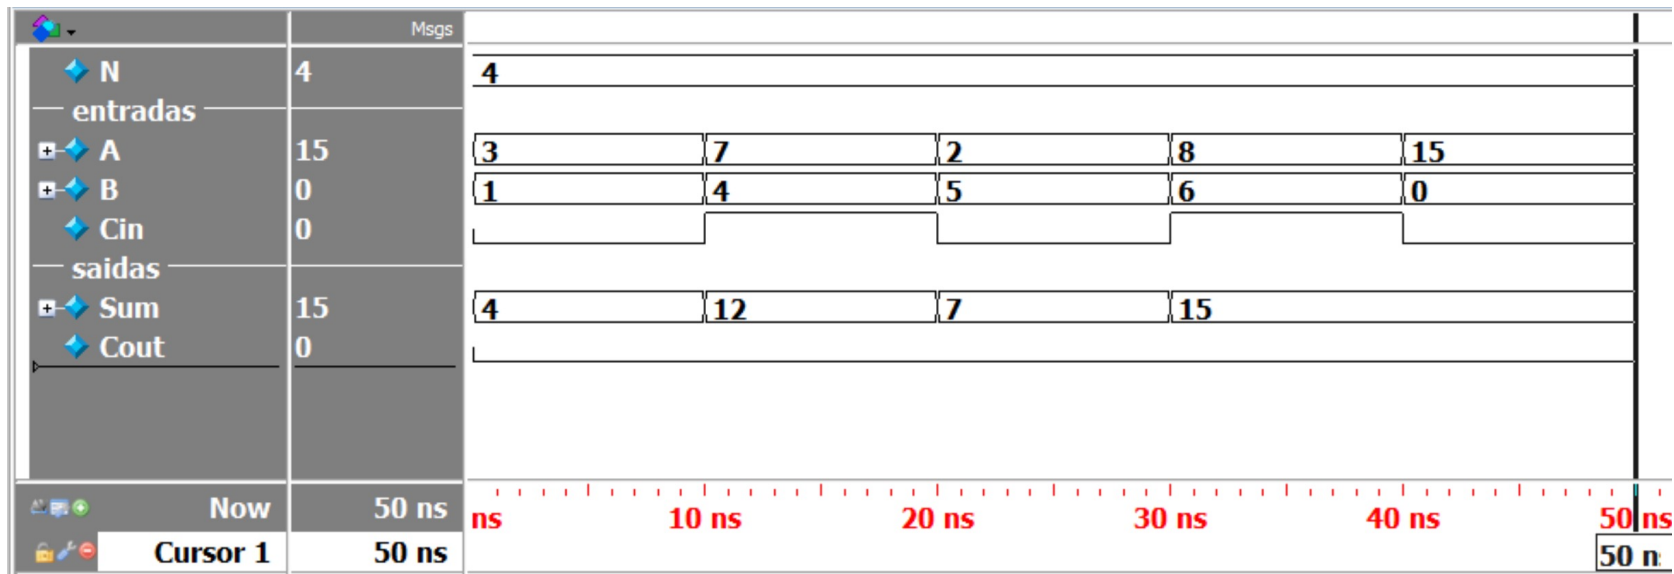 Msgs
N 4 4
entradas
A 15 3 7 2 8 15
B 0 1 4 5 6 0
Cin 0
saidas
Sum 15 4 12 7 15
Cout 0
Now 50 ns ns 10 ns 20 ns 30 ns 40 ns 50 ns
Cursor 1 50 ns 50 n